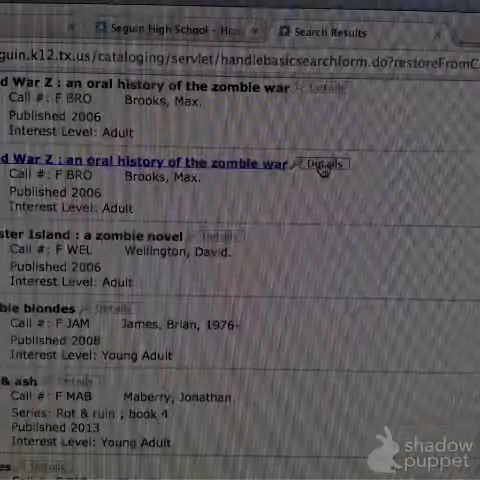 Seguin High School - Ho
Search Results
guin.k12.tx.us/cataloging/servlet/handlebasicsearchform.do?restoreFromC
d War Z : an oral history of the zombie war Details
Call #: F BRO Brooks, Max.
Published 2006
Interest Level: Adult
d War Z : an oral history of the zombie war Details
Call #: F BRO Brooks, Max.
Published 2006
Interest Level: Adult
ster Island : a zombie novel Details
Call #: F WEL Wellington, David.
Published 2006
Interest Level: Adult
bie blondes Details
Call #: F JAM James, Brian, 1976-
Published 2008
Interest Level: Young Adult
& ash Details
Call #: F MAB Maberry, Jonathan.
Series: Rot & ruin , book 4
Published 2013
Interest Level: Young Adult
es Details
shadow
puppet